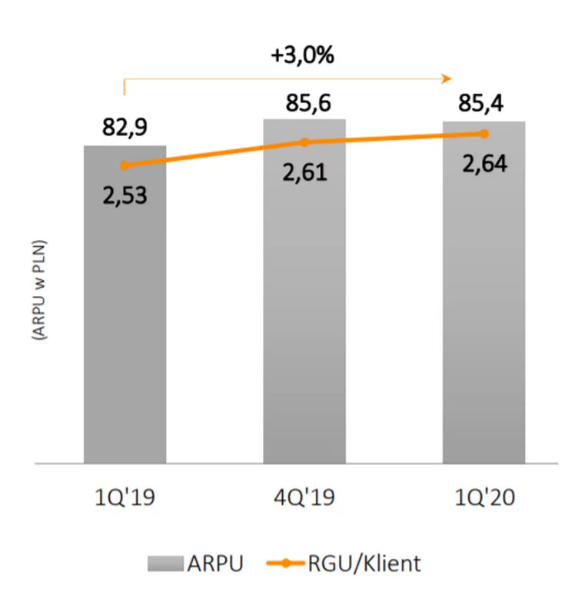 +3,0%
82,9
85,6
85,4
2,53
2,61
2,64
(ARPU w PLN)
1Q'19
4Q'19
1Q'20
ARPU
RGU/Klient